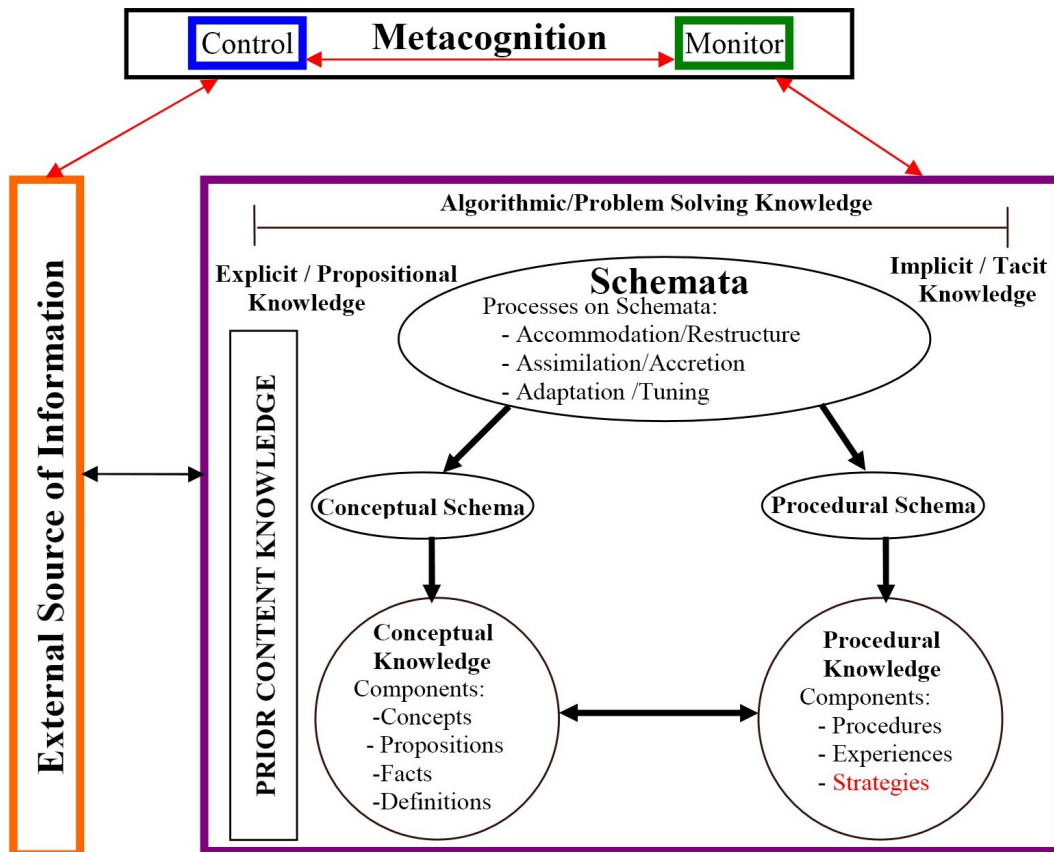 Control
Metacognition
Monitor
External Source of Information
Algorithmic/Problem Solving Knowledge
Explicit / Propositional
Knowledge
Implicit / Tacit
Knowledge
Schemata
Processes on Schemata:
- Accommodation/Restructure
- Assimilation/Accretion
- Adaptation /Tuning
PRIOR CONTENT KNOWLEDGE
Conceptual Schema
Procedural Schema
Conceptual
Knowledge
Components:
-Concepts
- Propositions
-Facts
-Definitions
Procedural
Knowledge
Components:
- Procedures
- Experiences
- Strategies